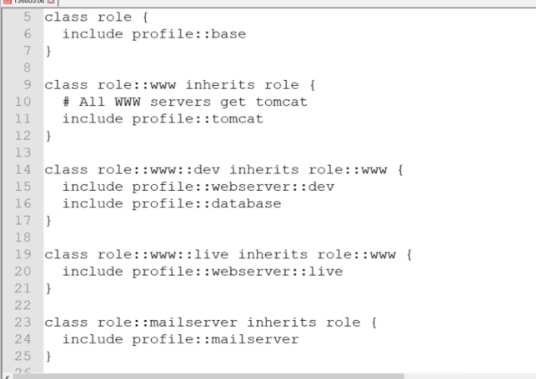 5 class role {
6   include profile::base
7 }
8
9 class role::www inherits role {
10   # All WWW servers get tomcat
11   include profile::tomcat
12 }
13
14 class role::www::dev inherits role::www {
15   include profile::webserver::dev
16   include profile::database
17 }
18
19 class role::www::live inherits role::www {
20   include profile::webserver::live
21 }
22
23 class role::mailserver inherits role {
24   include profile::mailserver
25 }